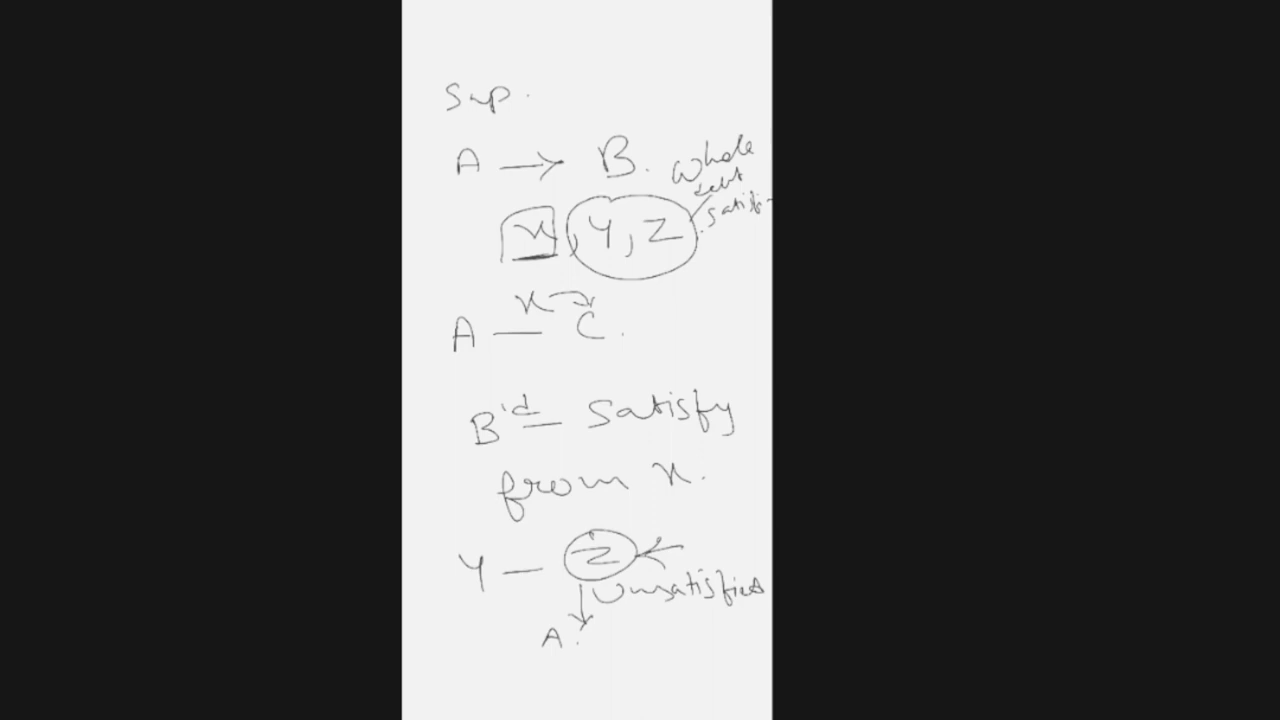 Sup.
A → B. Whole
debt
x, Y, Z satisfi-
x
A — C.
B'd — Satisfy
from x.
Y — Z ←
Unsatisfied
A.